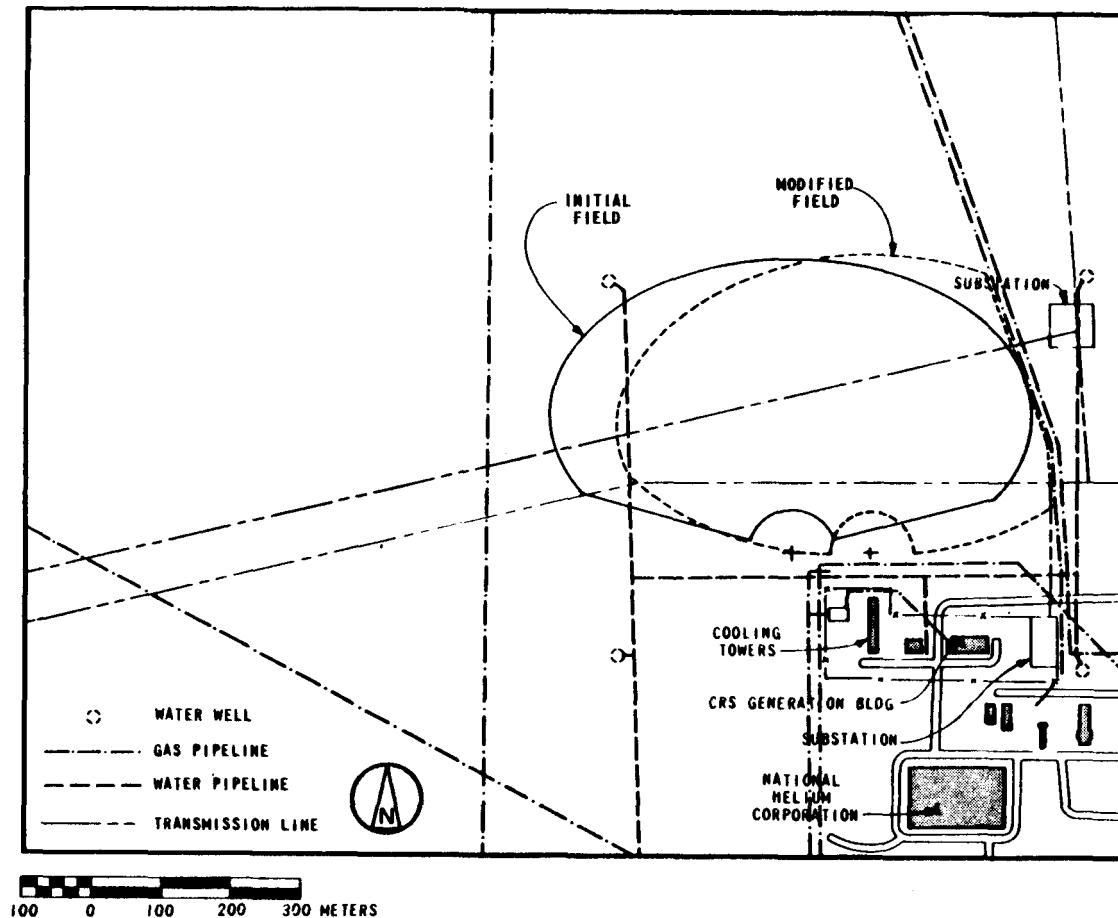 INITIAL
FIELD
MODIFIED
FIELD
SUBSTATION
COOLING
TOWERS
CRS GENERATION BLDG
SUBSTATION
NATIONAL
HELIUM
CORPORATION
WATER WELL
GAS PIPELINE
WATER PIPELINE
TRANSMISSION LINE
N
100 0 100 200 300 METERS